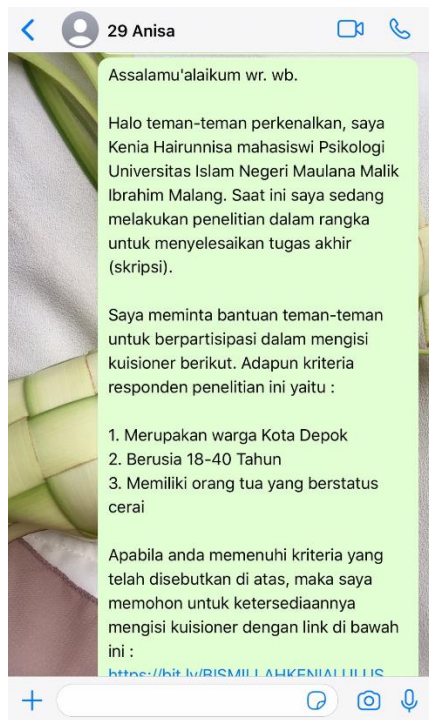 29 Anisa
Assalamu'alaikum wr. wb.
Halo teman-teman perkenalkan, saya
Kenia Hairunnisa mahasiswi Psikologi
Universitas Islam Negeri Maulana Malik
Ibrahim Malang. Saat ini saya sedang
melakukan penelitian dalam rangka
untuk menyelesaikan tugas akhir
(skripsi).
Saya meminta bantuan teman-teman
untuk berpartisipasi dalam mengisi
kuisioner berikut. Adapun kriteria
responden penelitian ini yaitu :
1. Merupakan warga Kota Depok
2. Berusia 18-40 Tahun
3. Memiliki orang tua yang berstatus
cerai
Apabila anda memenuhi kriteria yang
telah disebutkan di atas, maka saya
memohon untuk ketersediaannya
mengisi kuisioner dengan link di bawah
ini :
https://bit.ly/BISMILLAHKENIALULUS